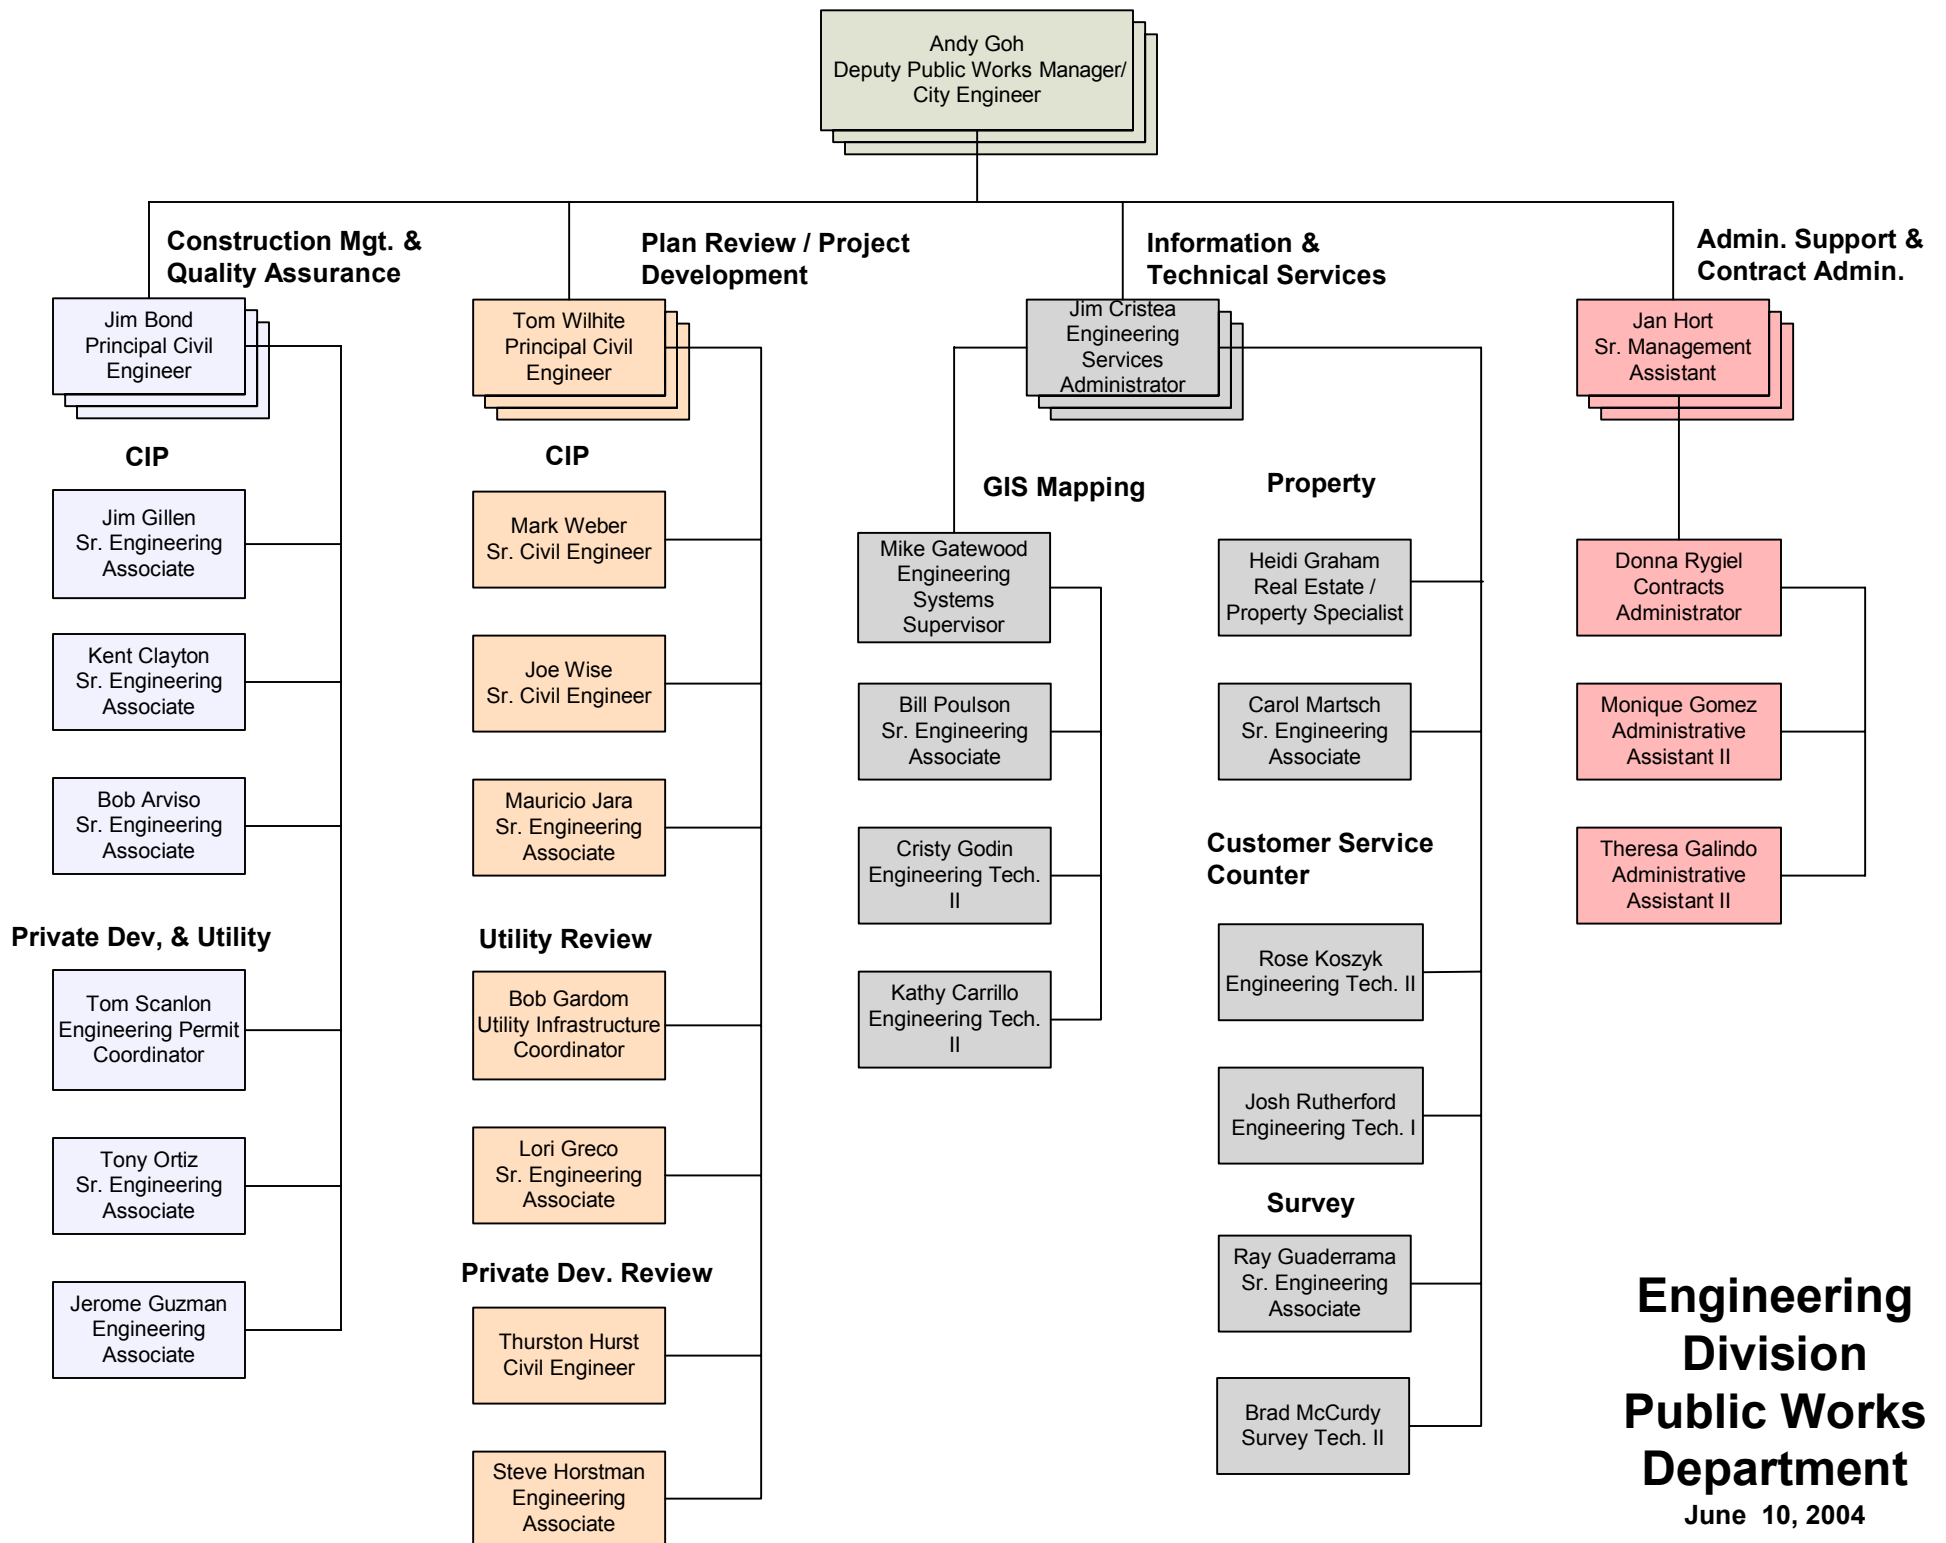 Andy Goh
Deputy Public Works Manager/
City Engineer
Construction Mgt. &
Quality Assurance
Jim Bond
Principal Civil
Engineer
CIP
Jim Gillen
Sr. Engineering
Associate
Kent Clayton
Sr. Engineering
Associate
Bob Arviso
Sr. Engineering
Associate
Private Dev, & Utility
Tom Scanlon
Engineering Permit
Coordinator
Tony Ortiz
Sr. Engineering
Associate
Jerome Guzman
Engineering
Associate
Plan Review / Project
Development
Tom Wilhite
Principal Civil
Engineer
CIP
Mark Weber
Sr. Civil Engineer
Joe Wise
Sr. Civil Engineer
Mauricio Jara
Sr. Engineering
Associate
Utility Review
Bob Gardom
Utility Infrastructure
Coordinator
Lori Greco
Sr. Engineering
Associate
Private Dev. Review
Thurston Hurst
Civil Engineer
Steve Horstman
Engineering
Associate
Information &
Technical Services
Jim Cristea
Engineering
Services
Administrator
GIS Mapping
Mike Gatewood
Engineering
Systems
Supervisor
Bill Poulson
Sr. Engineering
Associate
Cristy Godin
Engineering Tech.
II
Kathy Carrillo
Engineering Tech.
II
Property
Heidi Graham
Real Estate /
Property Specialist
Carol Martsch
Sr. Engineering
Associate
Customer Service
Counter
Rose Koszyk
Engineering Tech. II
Josh Rutherford
Engineering Tech. I
Survey
Ray Guaderrama
Sr. Engineering
Associate
Brad McCurdy
Survey Tech. II
Admin. Support &
Contract Admin.
Jan Hort
Sr. Management
Assistant
Donna Rygiel
Contracts
Administrator
Monique Gomez
Administrative
Assistant II
Theresa Galindo
Administrative
Assistant II
Engineering
Division
Public Works
Department
June 10, 2004